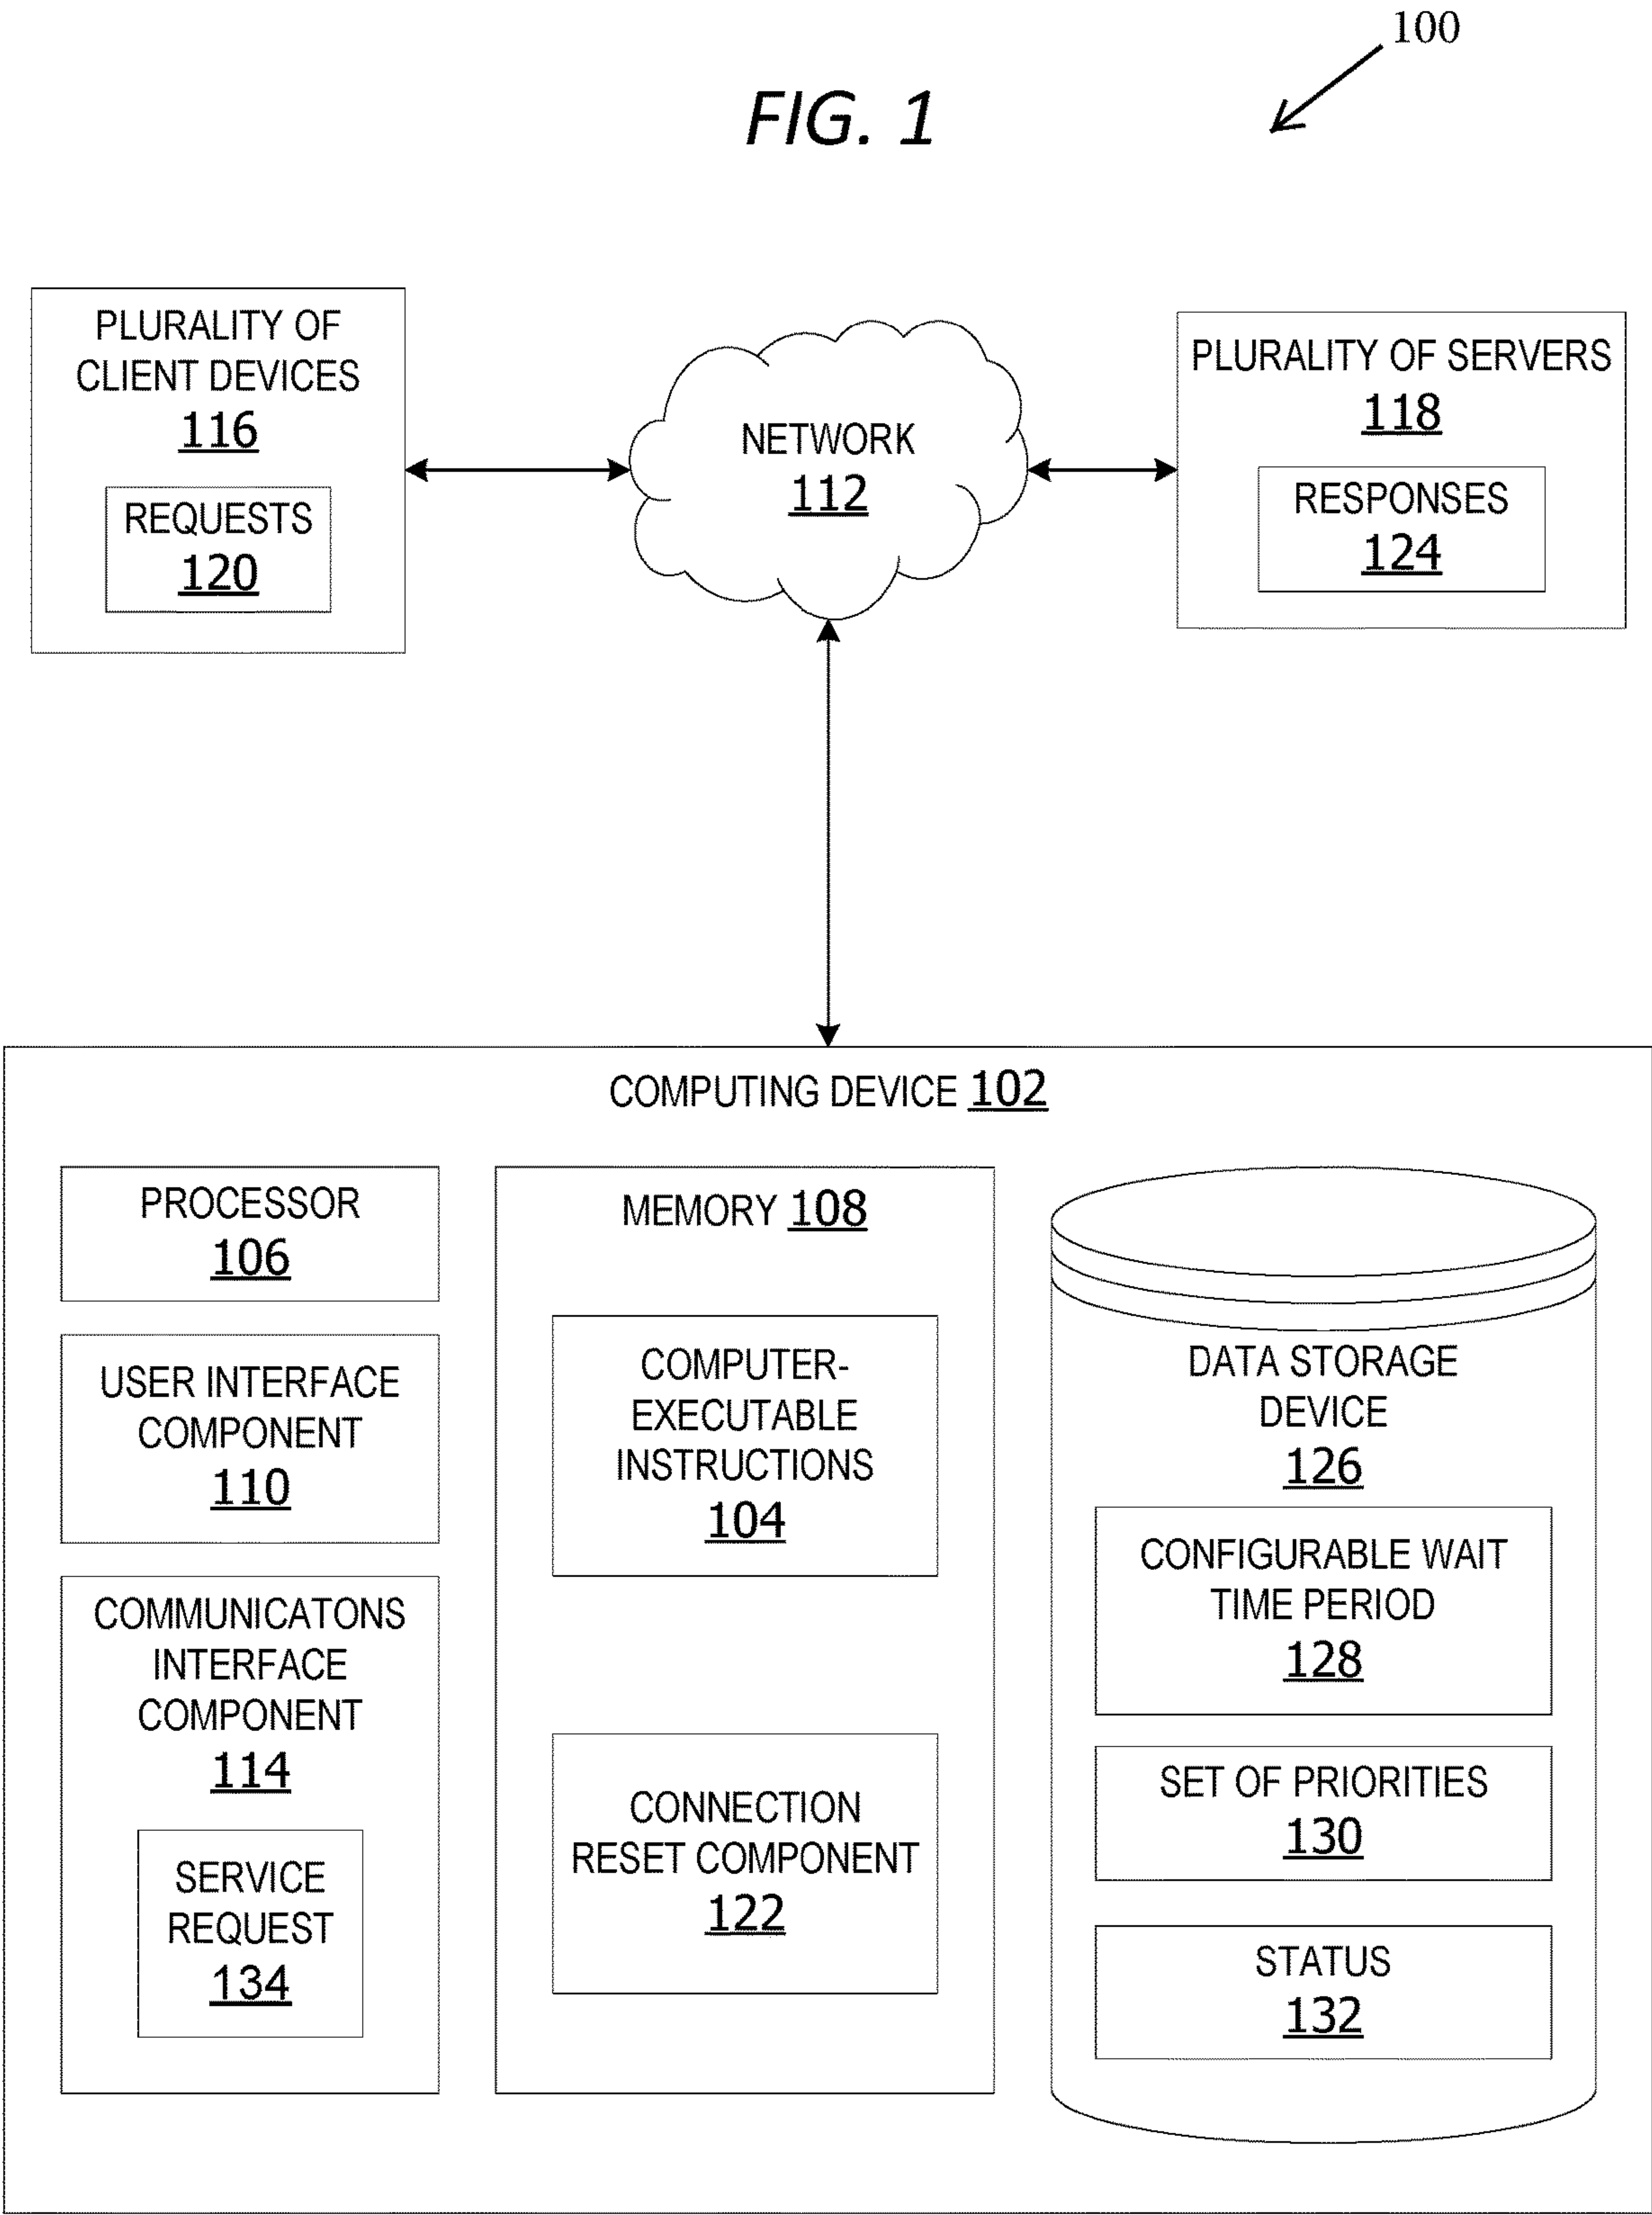 100
FIG. 1
PLURALITY OF
CLIENT DEVICES
116
REQUESTS
120
NETWORK
112
PLURALITY OF SERVERS
118
RESPONSES
124
COMPUTING DEVICE 102
PROCESSOR
106
USER INTERFACE
COMPONENT
110
COMMUNICATONS
INTERFACE
COMPONENT
114
SERVICE
REQUEST
134
MEMORY 108
COMPUTER-
EXECUTABLE
INSTRUCTIONS
104
CONNECTION
RESET COMPONENT
122
DATA STORAGE
DEVICE
126
CONFIGURABLE WAIT
TIME PERIOD
128
SET OF PRIORITIES
130
STATUS
132